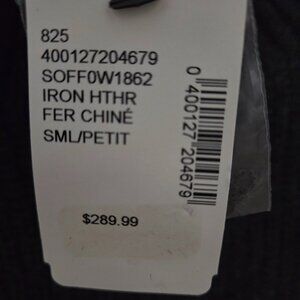 825
400127204679
SOFF0W1862
IRON HTHR
FER CHINÉ
SML/PETIT
$289.99
0 400127 204679